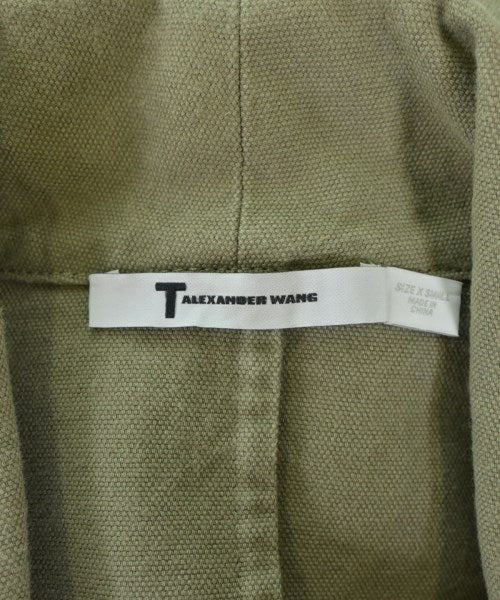 T ALEXANDER WANG
SIZE X SMALL
MADE IN
CHINA